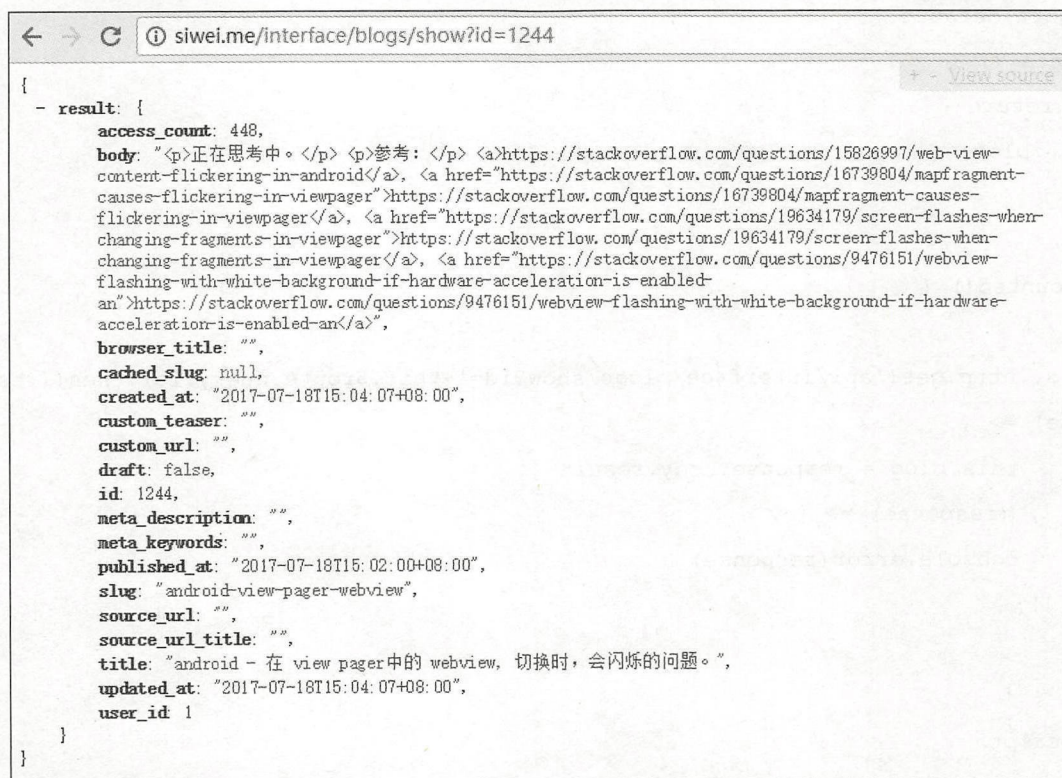 siwei.me/interface/blogs/show?id=1244
+ - View source
{
- result: {
access_count: 448,
body: "<p>正在思考中。</p> <p>参考：</p> <a>https://stackoverflow.com/questions/15826997/web-view-
content-flickering-in-android</a>, <a href="https://stackoverflow.com/questions/16739804/mapfragment-
causes-flickering-in-viewpager">https://stackoverflow.com/questions/16739804/mapfragment-causes-
flickering-in-viewpager</a>, <a href="https://stackoverflow.com/questions/19634179/screen-flashes-when-
changing-fragments-in-viewpager">https://stackoverflow.com/questions/19634179/screen-flashes-when-
changing-fragments-in-viewpager</a>, <a href="https://stackoverflow.com/questions/9476151/webview-
flashing-with-white-background-if-hardware-acceleration-is-enabled-
an">https://stackoverflow.com/questions/9476151/webview-flashing-with-white-background-if-hardware-
acceleration-is-enabled-an</a>",
browser_title: "",
cached_slug: null,
created_at: "2017-07-18T15:04:07+08:00",
custom_teaser: "",
custom_url: "",
draft: false,
id: 1244,
meta_description: "",
meta_keywords: "",
published_at: "2017-07-18T15:02:00+08:00",
slug: "android-view-pager-webview",
source_url: "",
source_url_title: "",
title: "android - 在 view pager中的 webview, 切换时，会闪烁的问题。",
updated_at: "2017-07-18T15:04:07+08:00",
user_id: 1
}
}